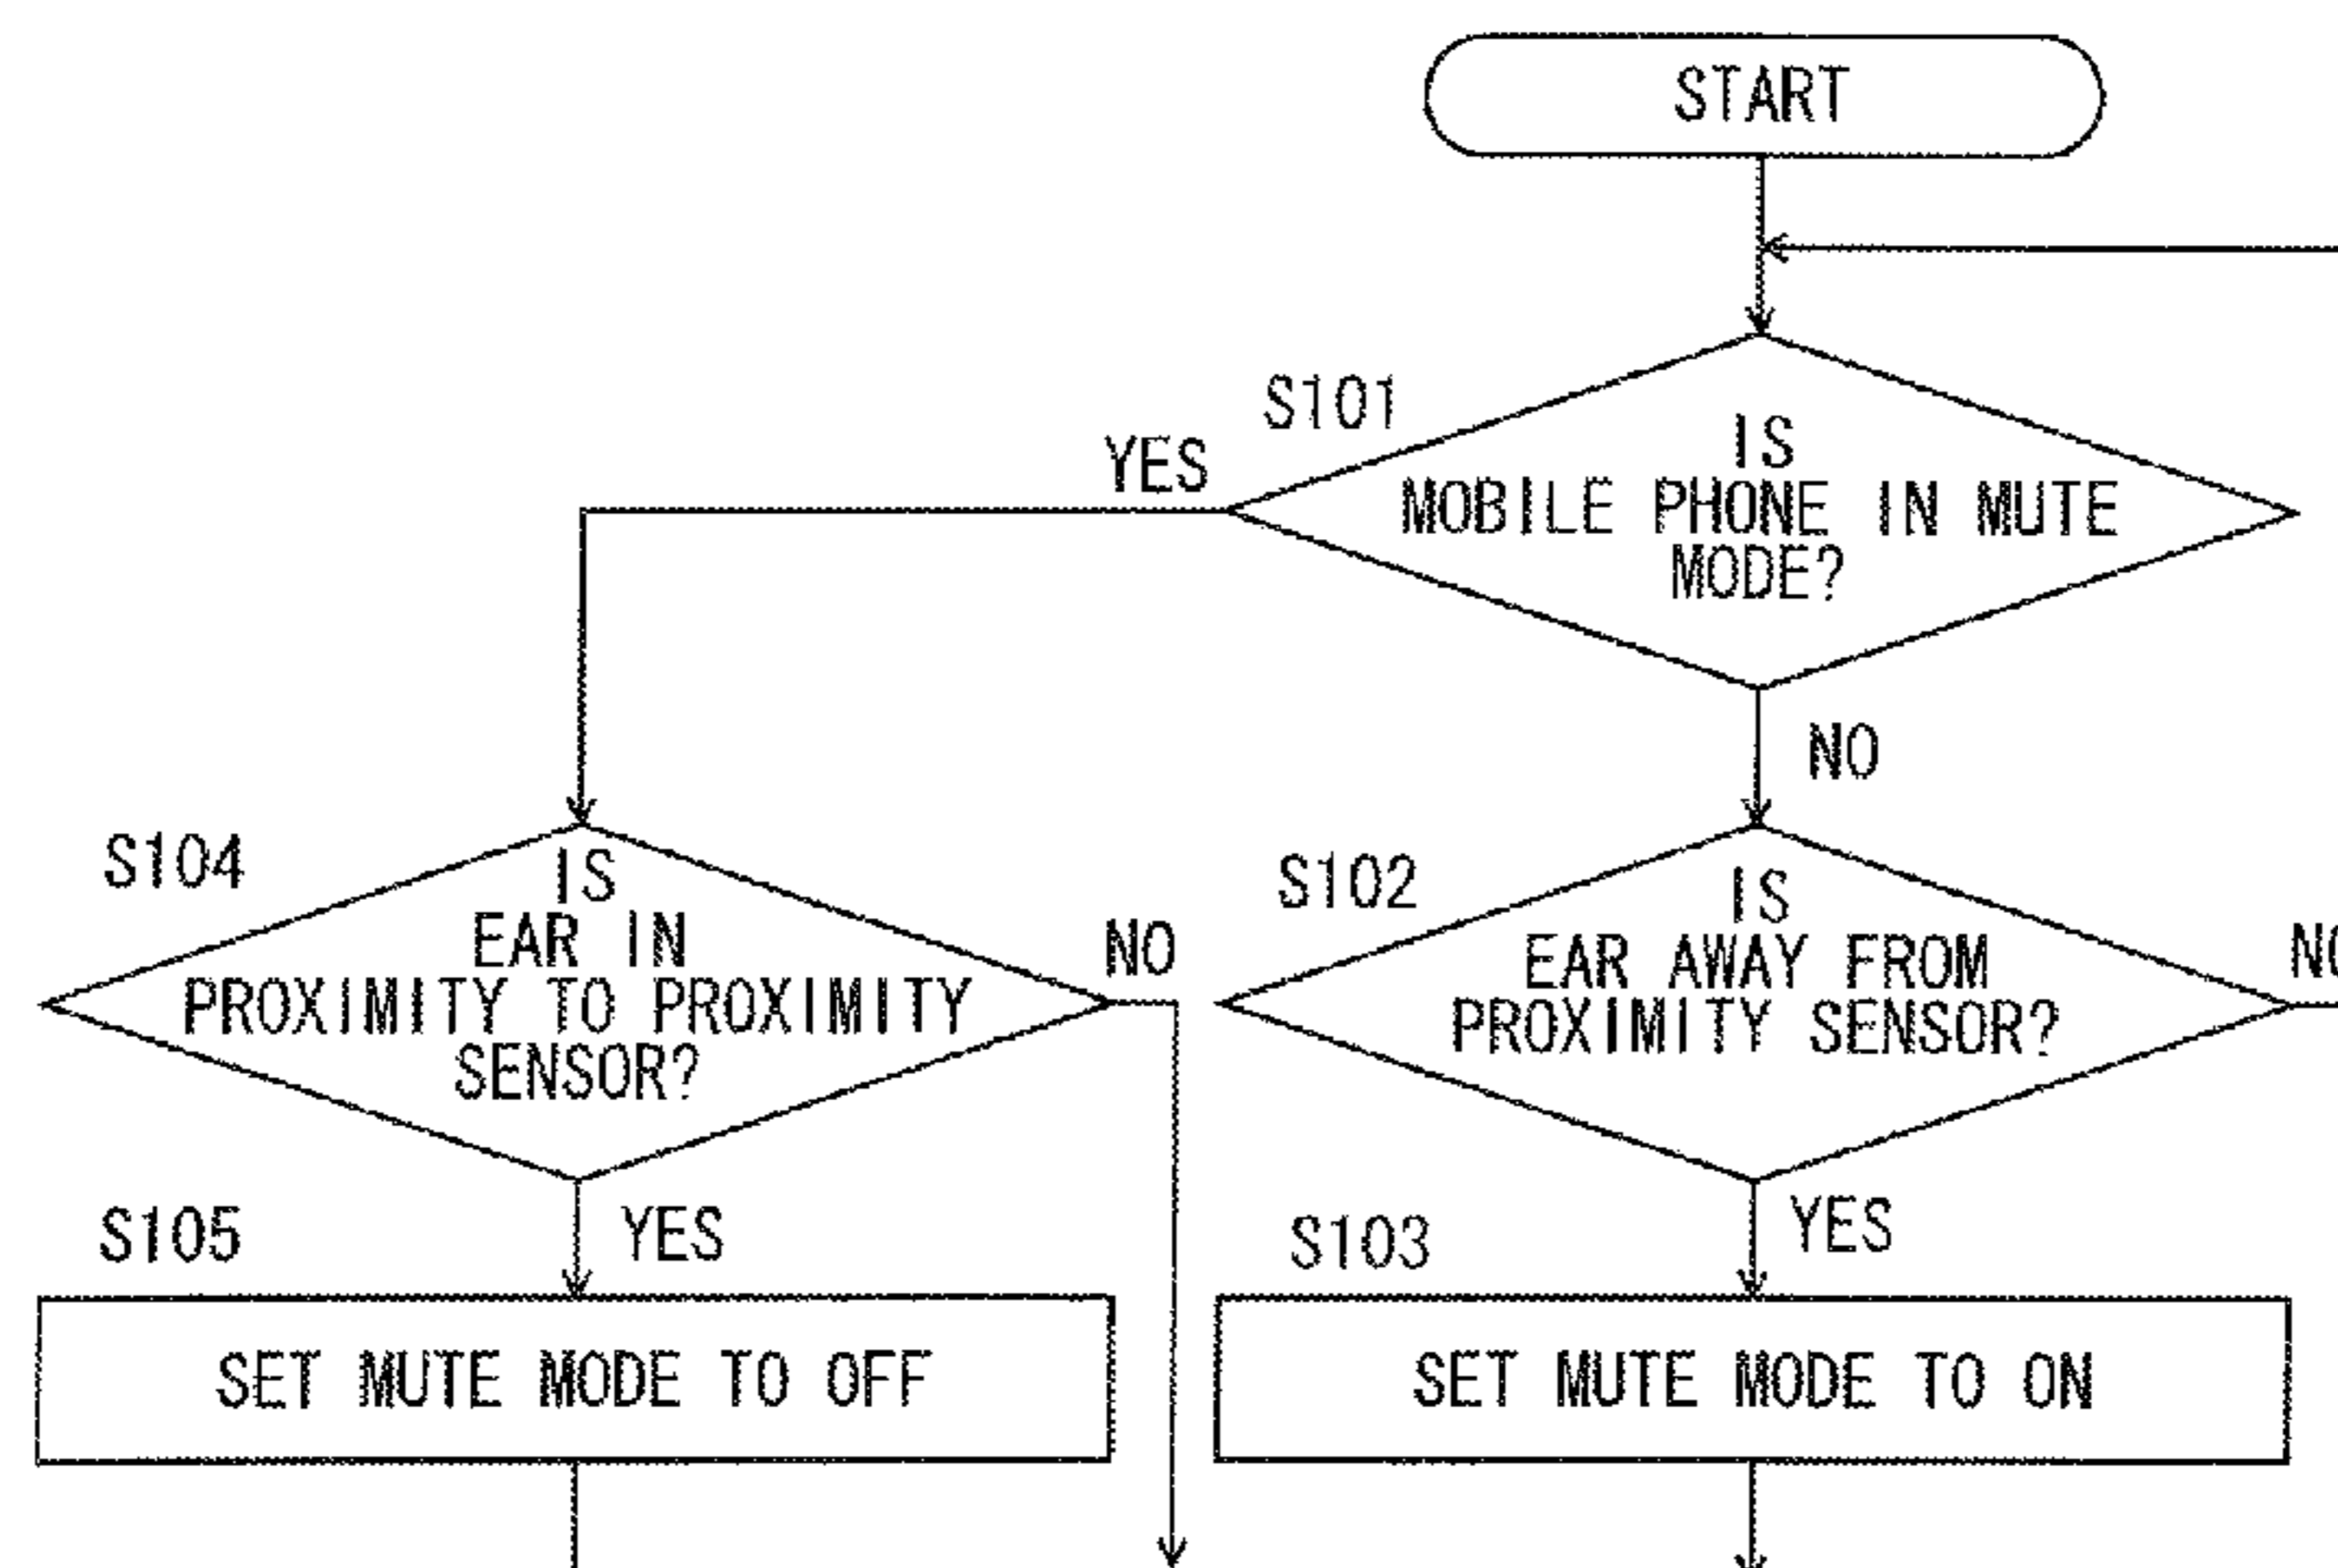 START
S101
YES
IS
MOBILE PHONE IN MUTE
MODE?
NO
S104
IS
EAR IN
PROXIMITY TO PROXIMITY
SENSOR?
NO
S102
IS
EAR AWAY FROM
PROXIMITY SENSOR?
NO
S105
YES
S103
YES
SET MUTE MODE TO OFF
SET MUTE MODE TO ON